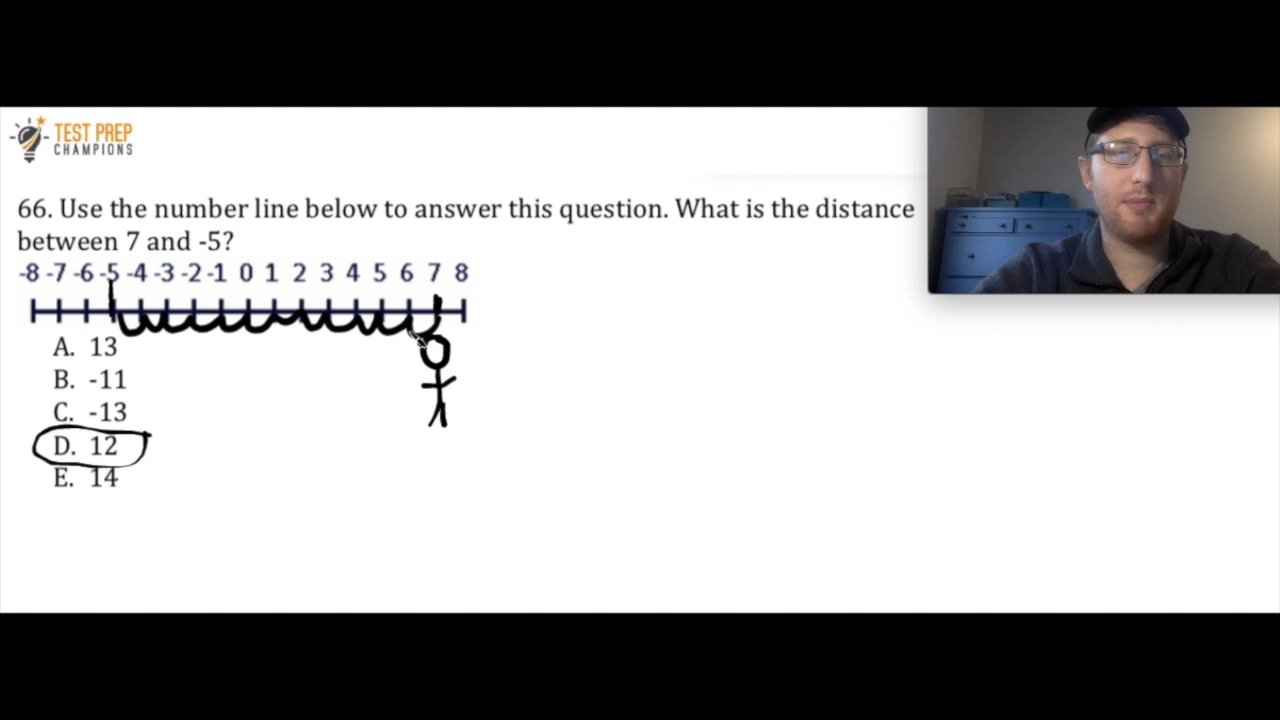 TEST PREP
CHAMPIONS
66. Use the number line below to answer this question. What is the distance
between 7 and -5?
-8 -7 -6 -5 -4 -3 -2 -1 0 1 2 3 4 5 6 7 8
A. 13
B. -11
C. -13
D. 12
E. 14